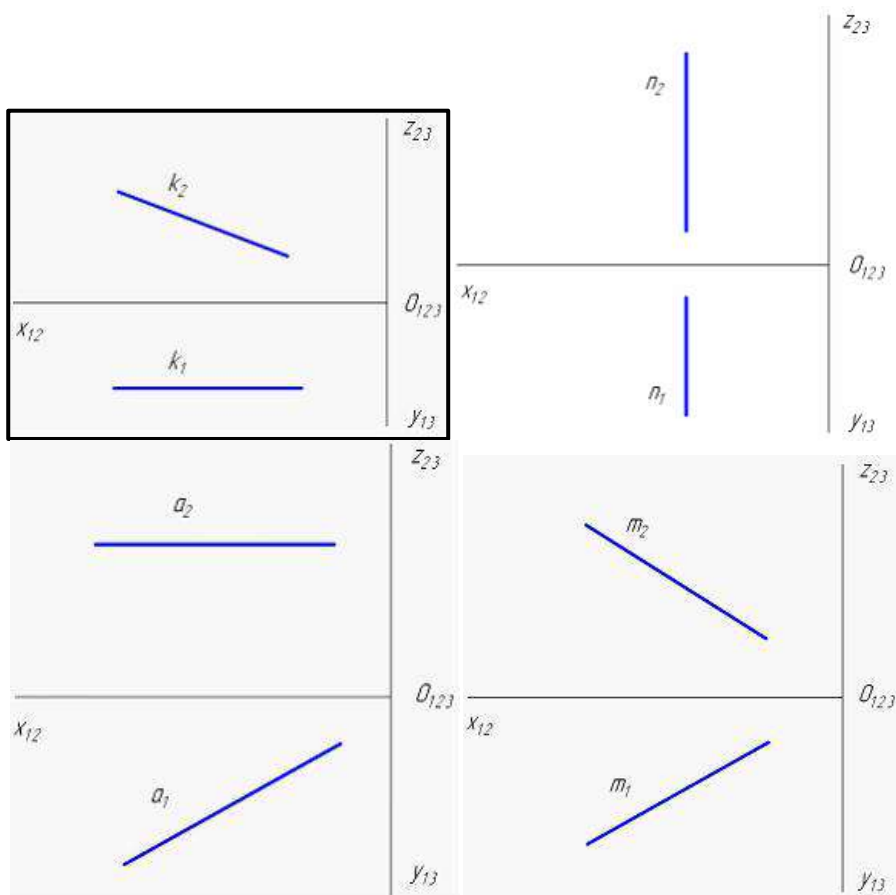 z₂₃
k₂
O₁₂₃
x₁₂
k₁
y₁₃
z₂₃
n₂
O₁₂₃
x₁₂
n₁
y₁₃
z₂₃
a₂
O₁₂₃
x₁₂
a₁
y₁₃
z₂₃
m₂
O₁₂₃
x₁₂
m₁
y₁₃